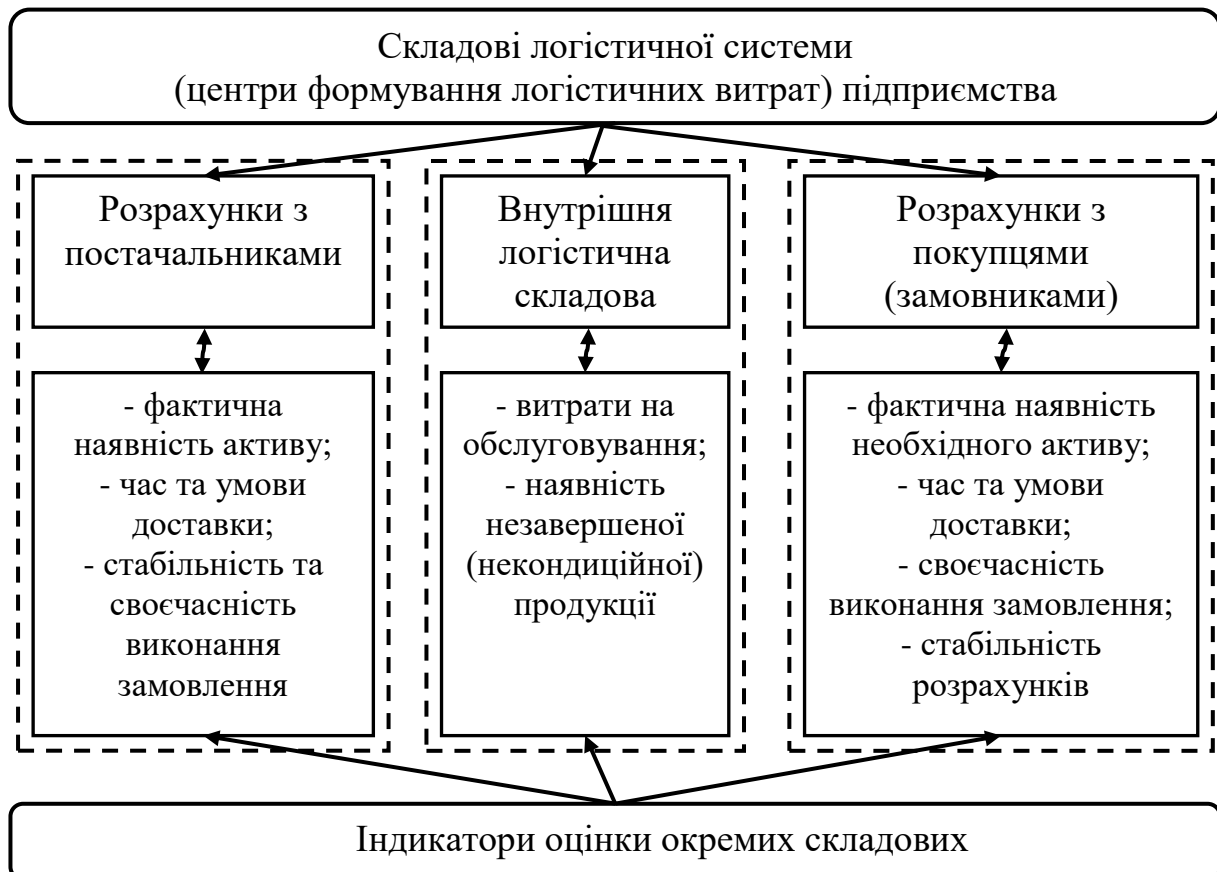 Складові логістичної системи
(центри формування логістичних витрат) підприємства
Розрахунки з
постачальниками
Внутрішня
логістична
складова
Розрахунки з
покупцями
(замовниками)
- фактична
наявність активу;
- час та умови
доставки;
- стабільність та
своєчасність
виконання
замовлення
- витрати на
обслуговування;
- наявність
незавершеної
(некондиційної)
продукції
- фактична наявність
необхідного активу;
- час та умови
доставки;
- своєчасність
виконання замовлення;
- стабільність
розрахунків
Індикатори оцінки окремих складових